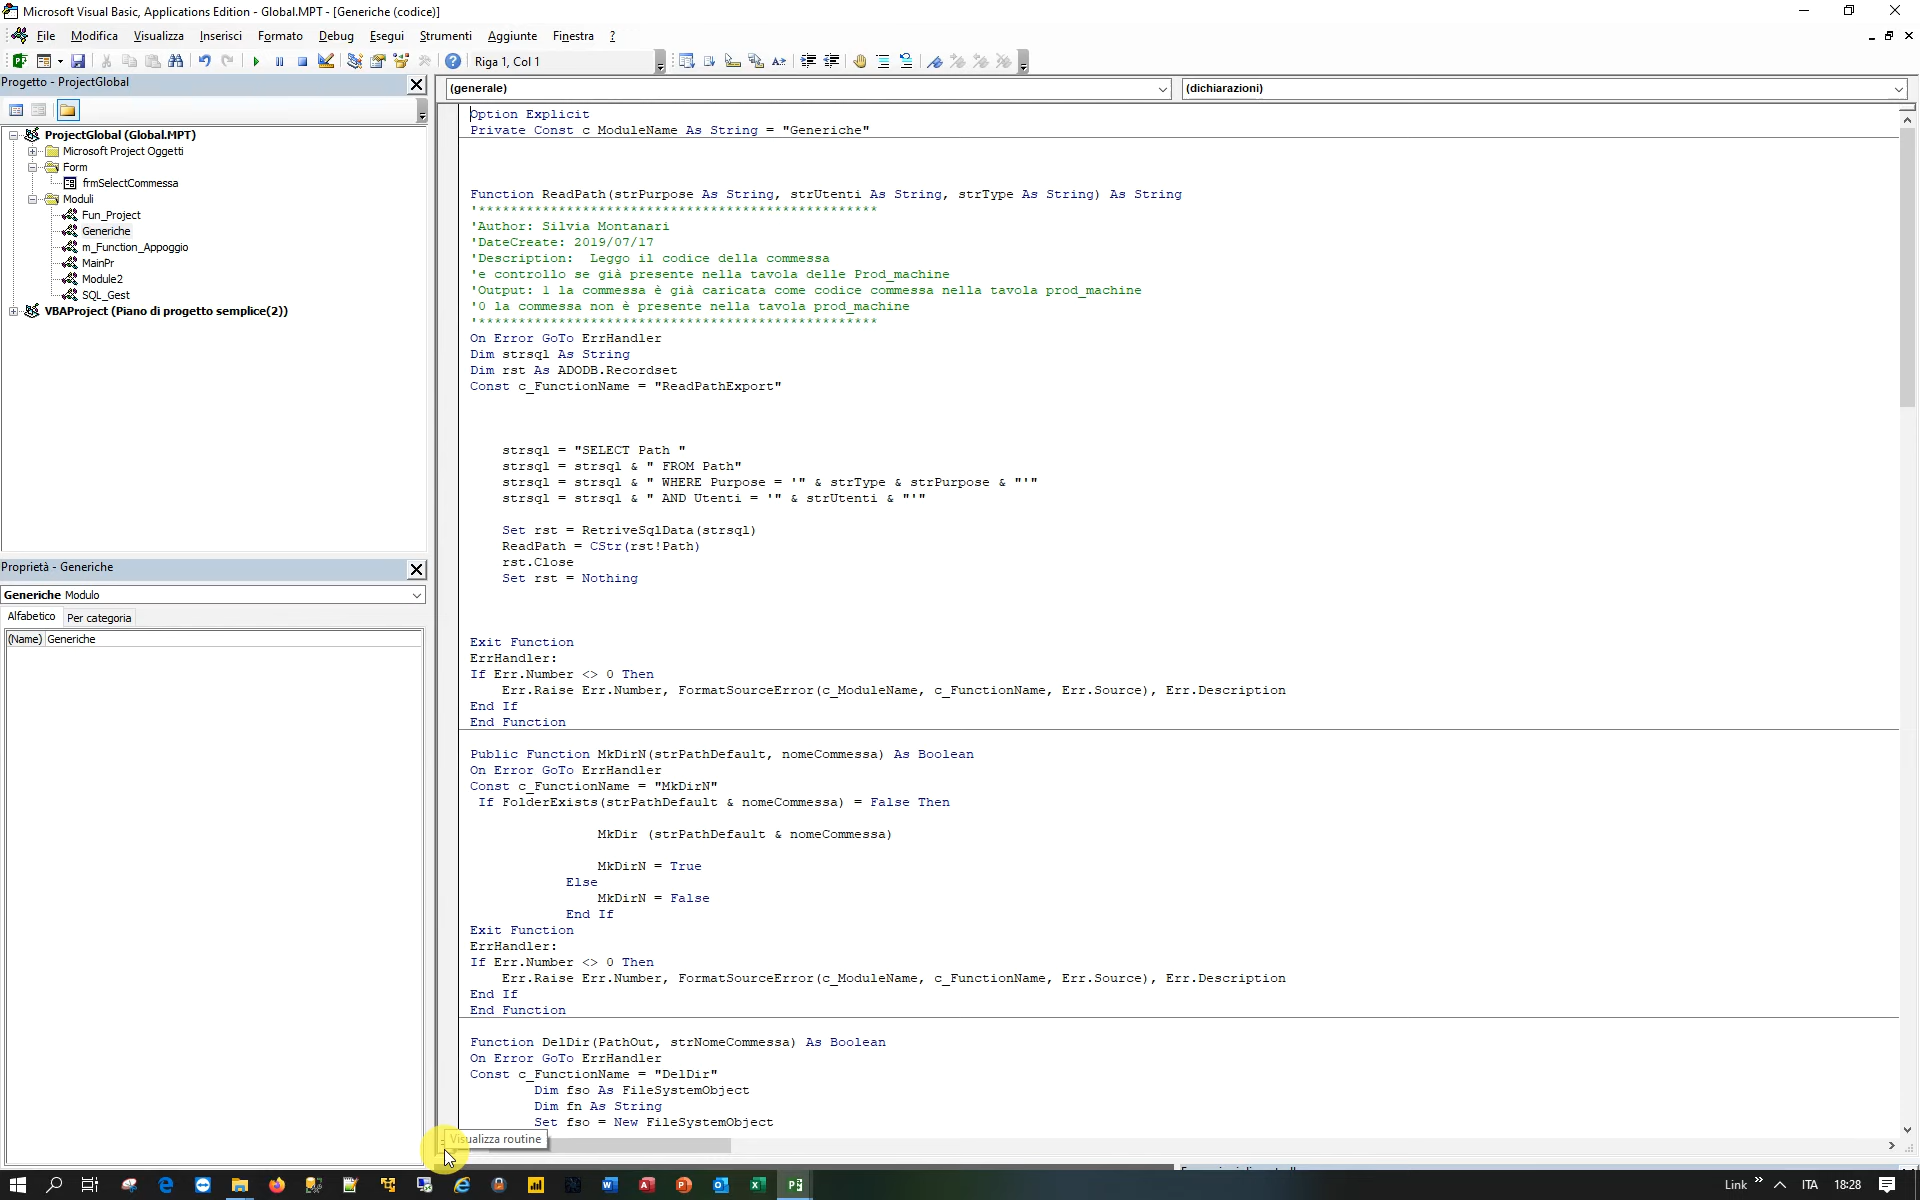 Microsoft Visual Basic, Applications Edition - Global.MPT - [Generiche (codice)]
File Modifica Visualizza Inserisci Formato Debug Esegui Strumenti Aggiunte Finestra ?
Riga 1, Col 1
Progetto - ProjectGlobal
(generale)
(dichiarazioni)
ProjectGlobal (Global.MPT)
Microsoft Project Oggetti
Form
frmSelectCommessa
Moduli
Fun_Project
Generiche
m_Function_Appoggio
MainPr
Module2
SQL_Gest
VBAProject (Piano di progetto semplice(2))
Proprietà - Generiche
Generiche Modulo
Alfabetico Per categoria
(Name) Generiche
Option Explicit
Private Const c_ModuleName As String = "Generiche"
Function ReadPath(strPurpose As String, strUtenti As String, strType As String) As String
'**************************************************
'Author: Silvia Montanari
'DateCreate: 2019/07/17
'Description:  Leggo il codice della commessa
'e controllo se già presente nella tavola delle Prod_machine
'Output: 1 la commessa è già caricata come codice commessa nella tavola prod_machine
'0 la commessa non è presente nella tavola prod_machine
'**************************************************
On Error GoTo ErrHandler
Dim strsql As String
Dim rst As ADODB.Recordset
Const c_FunctionName = "ReadPathExport"
strsql = "SELECT Path "
strsql = strsql & " FROM Path"
strsql = strsql & " WHERE Purpose = '" & strType & strPurpose & "'"
strsql = strsql & " AND Utenti = '" & strUtenti & "'"
Set rst = RetriveSqlData(strsql)
ReadPath = CStr(rst!Path)
rst.Close
Set rst = Nothing
Exit Function
ErrHandler:
If Err.Number <> 0 Then
Err.Raise Err.Number, FormatSourceError(c_ModuleName, c_FunctionName, Err.Source), Err.Description
End If
End Function
Public Function MkDirN(strPathDefault, nomeCommessa) As Boolean
On Error GoTo ErrHandler
Const c_FunctionName = "MkDirN"
If FolderExists(strPathDefault & nomeCommessa) = False Then
MkDir (strPathDefault & nomeCommessa)
MkDirN = True
Else
MkDirN = False
End If
Exit Function
ErrHandler:
If Err.Number <> 0 Then
Err.Raise Err.Number, FormatSourceError(c_ModuleName, c_FunctionName, Err.Source), Err.Description
End If
End Function
Function DelDir(PathOut, strNomeCommessa) As Boolean
On Error GoTo ErrHandler
Const c_FunctionName = "DelDir"
Dim fso As FileSystemObject
Dim fn As String
Set fso = New FileSystemObject
Visualizza routine
Link ITA 18:28